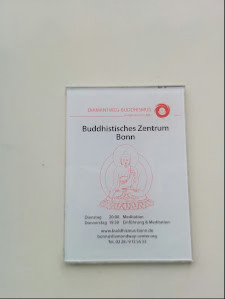 DIAMANTWEG-BUDDHISMUS
Buddhistisches Zentrum
Bonn
Dienstag 20:00 Meditation
Donnerstag 19:30 Einführung & Meditation
www.buddhismus-bonn.de